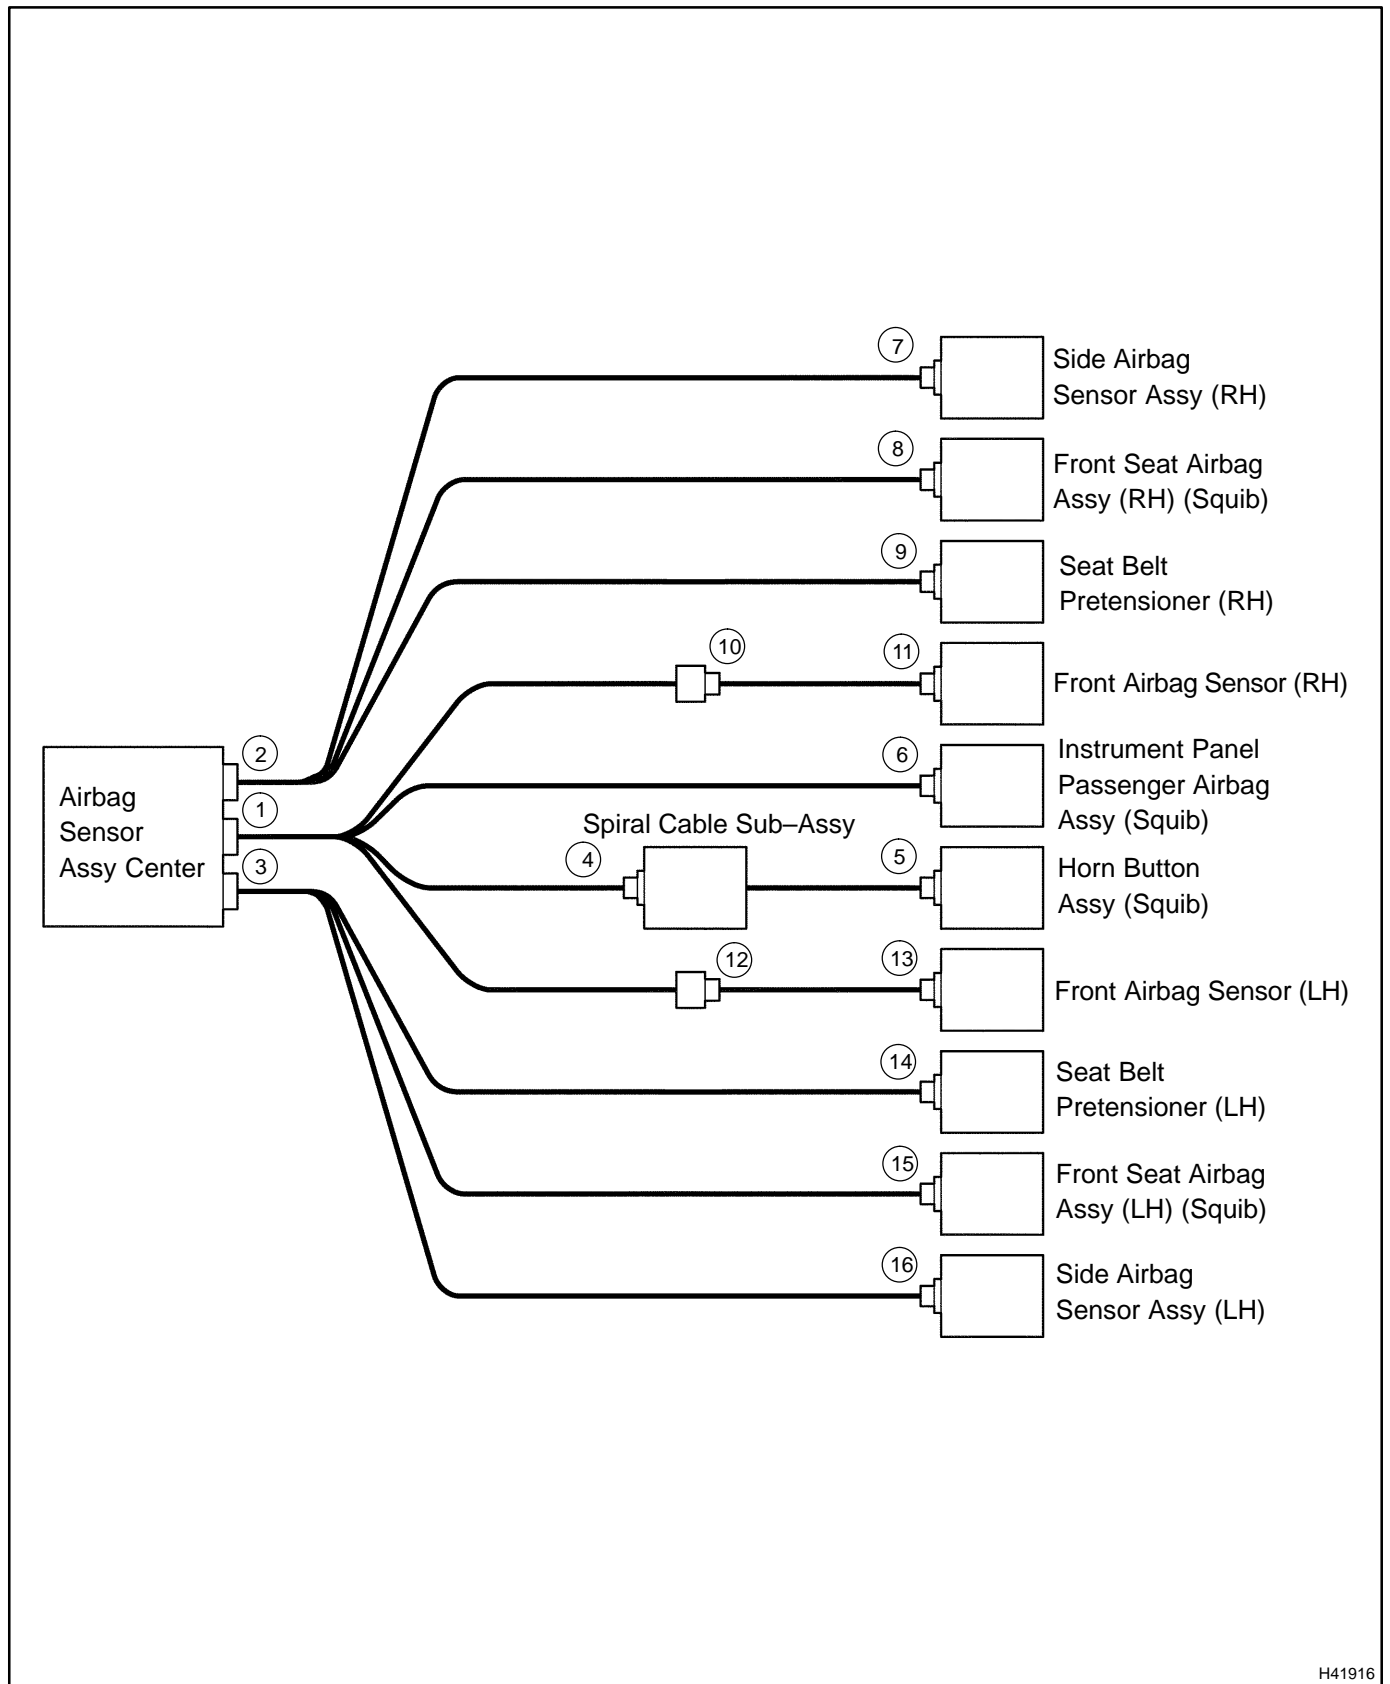 7
Side Airbag
Sensor Assy (RH)
8
Front Seat Airbag
Assy (RH) (Squib)
9
Seat Belt
Pretensioner (RH)
10
11
Front Airbag Sensor (RH)
2
6
Instrument Panel
Passenger Airbag
Assy (Squib)
Airbag
Sensor
Assy Center
1
Spiral Cable Sub–Assy
3
4
5
Horn Button
Assy (Squib)
12
13
Front Airbag Sensor (LH)
14
Seat Belt
Pretensioner (LH)
15
Front Seat Airbag
Assy (LH) (Squib)
16
Side Airbag
Sensor Assy (LH)
H41916